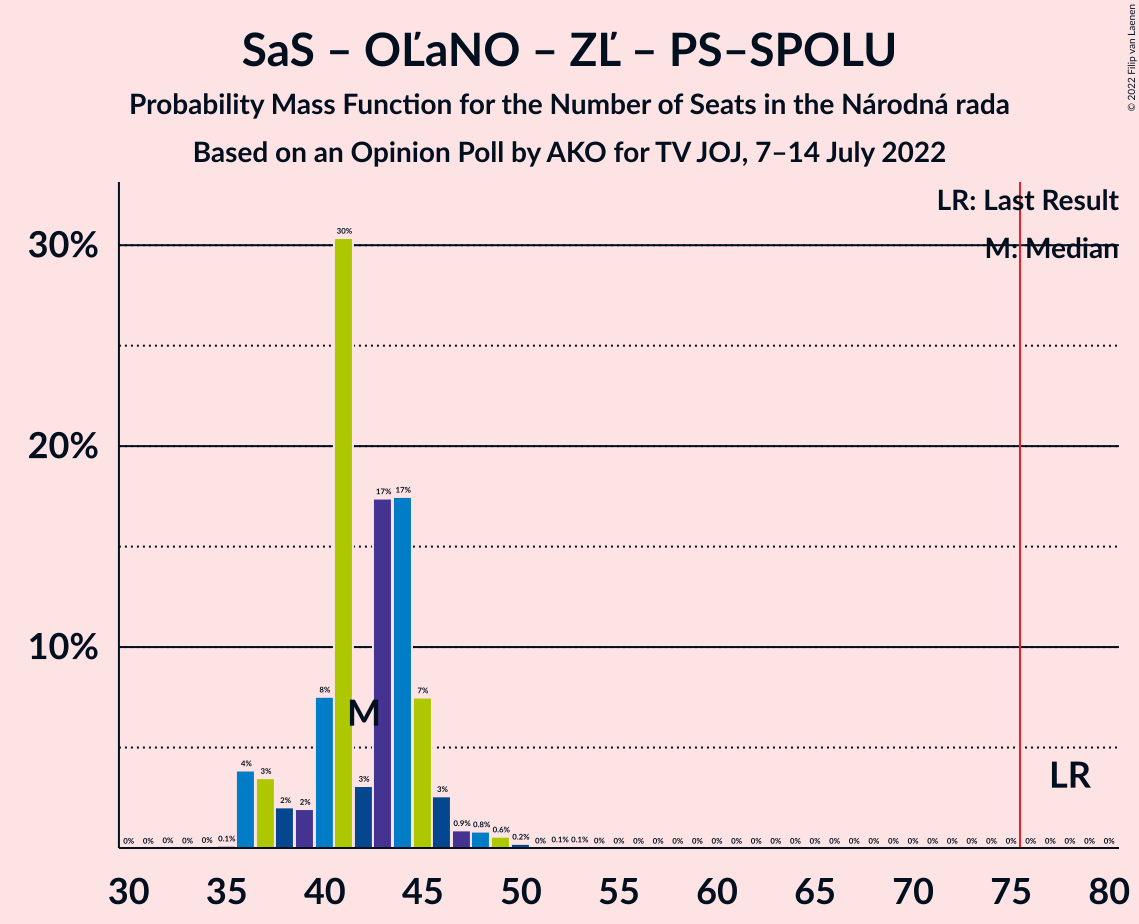 SaS – OĽaNO – ZĽ – PS–SPOLU
Probability Mass Function for the Number of Seats in the Národná rada
Based on an Opinion Poll by AKO for TV JOJ, 7–14 July 2022
© 2022 Filip van Laenen
LR: Last Result
M: Median
30%
20%
10%
0% 0% 0% 0% 0% 0.1% 4% 3% 2% 2% 8% 30% 3% 17% 17% 7% 3% 0.9% 0.8% 0.6% 0.2% 0% 0.1% 0.1% 0% 0% 0% 0% 0% 0% 0% 0% 0% 0% 0% 0% 0% 0% 0% 0% 0% 0% 0% 0% 0% 0% 0% 0% 0% 0% 0%
M
LR
30 35 40 45 50 55 60 65 70 75 80